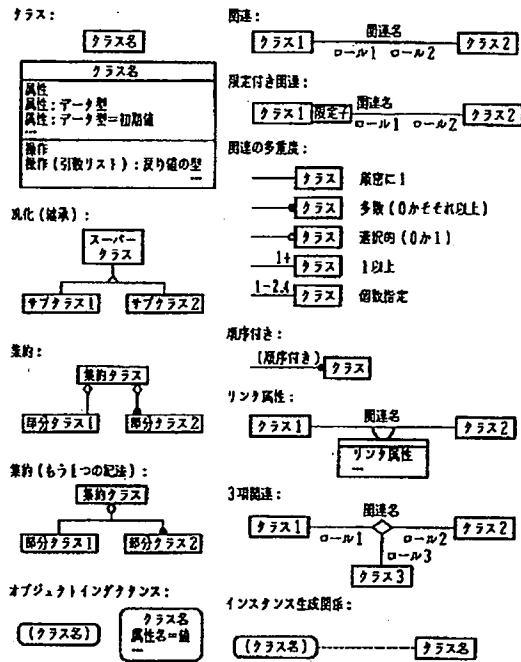 クラス：
クラス名
クラス名
属性
属性：データ型
属性：データ型＝初期値
…
操作
操作（引数リスト）：戻り値の型
…
汎化（継承）：
スーパー
クラス
サブクラス1
サブクラス2
集約：
集約クラス
部分クラス1
部分クラス2
集約（もう1つの記法）：
集約クラス
部分クラス1
部分クラス2
オブジェクトインダクタンス：
（クラス名）
クラス名
属性名＝値
…
関連：
クラス1
関連名
ロール1
ロール2
クラス2
限定付き関連：
クラス1
限定子
関連名
ロール1
ロール2
クラス2
関連の多重度：
クラス
厳密に1
クラス
多数（0かそれ以上）
クラス
選択的（0か1）
1+
クラス
1以上
1-2,4
クラス
個数指定
順序付き：
（順序付き）
クラス
リンク属性：
クラス1
関連名
クラス2
リンク属性
…
3項関連：
クラス1
関連名
クラス2
ロール1
ロール2
ロール3
クラス3
インスタンス生成関係：
（クラス名）
クラス名